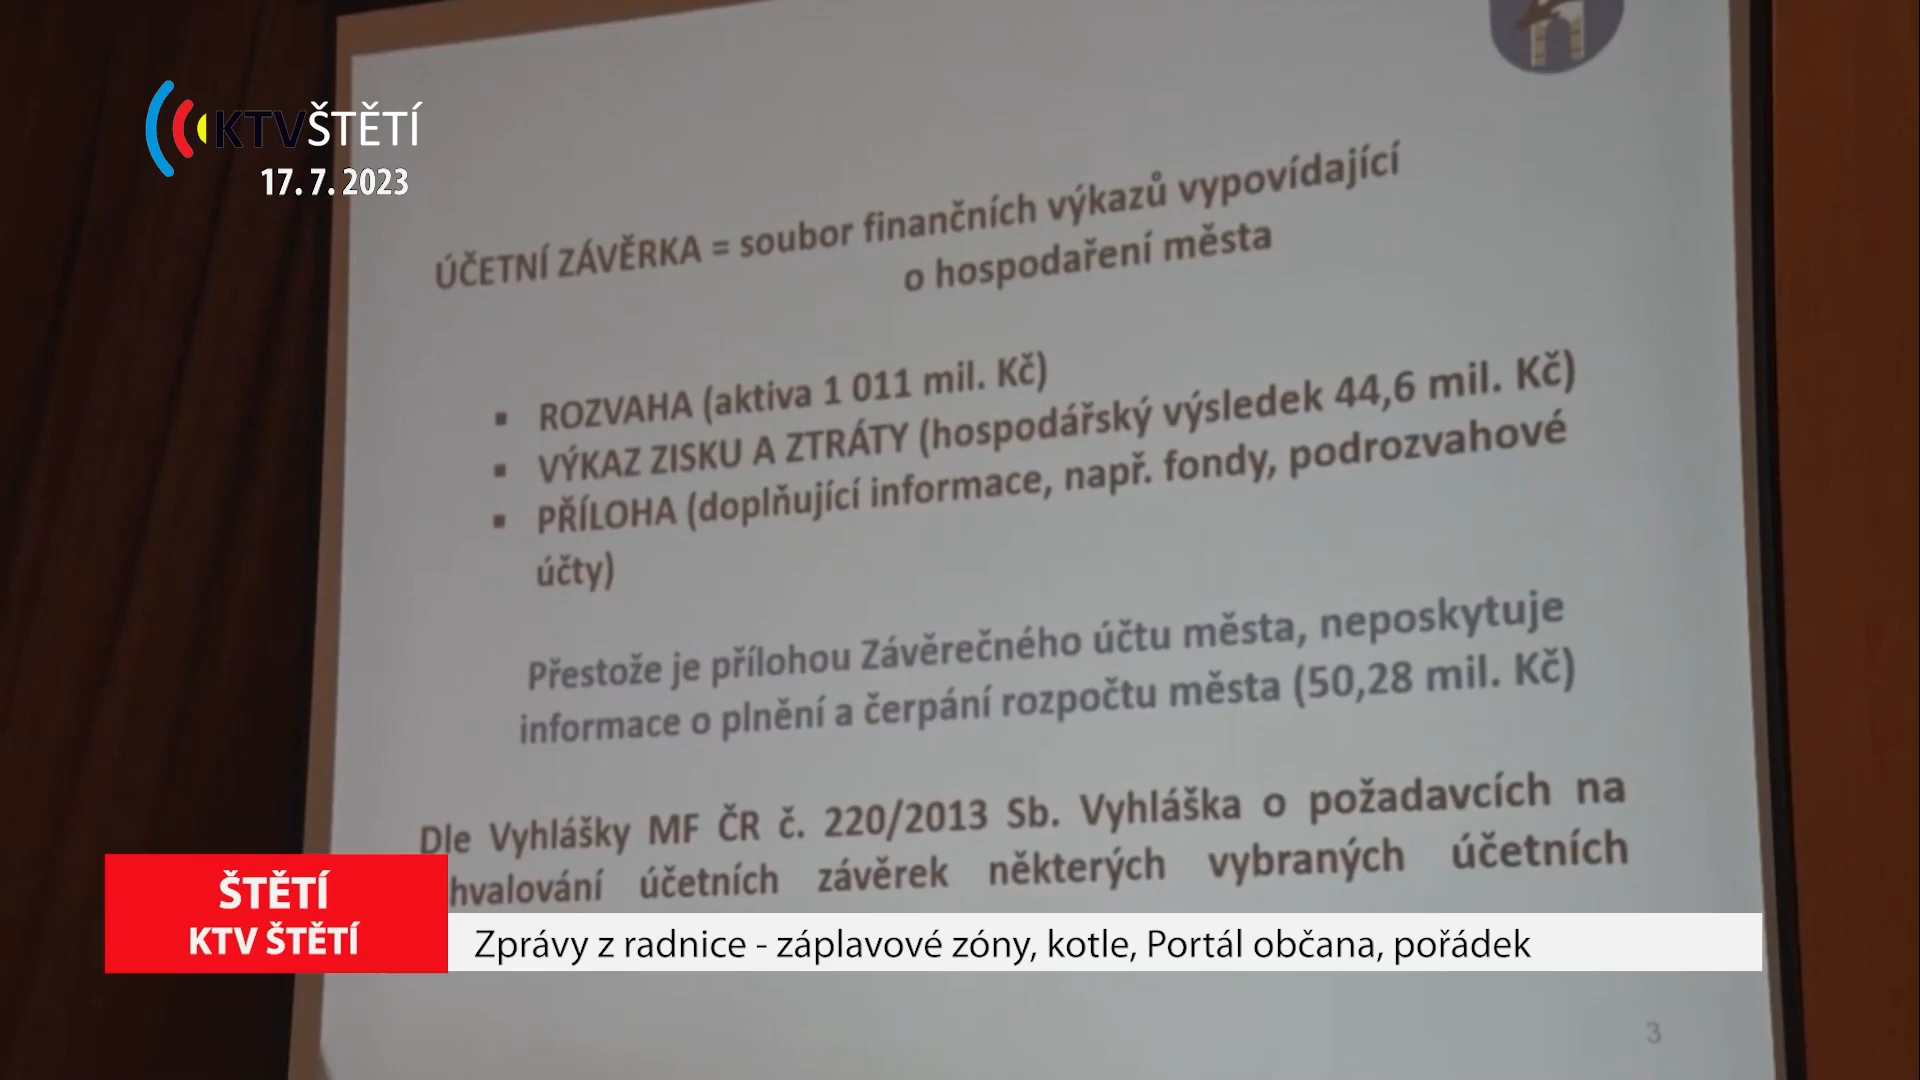 KTVŠTĚTÍ
17. 7. 2023
ÚČETNÍ ZÁVĚRKA = soubor finančních výkazů vypovídající
o hospodaření města
▪ ROZVAHA (aktiva 1 011 mil. Kč)
▪ VÝKAZ ZISKU A ZTRÁTY (hospodářský výsledek 44,6 mil. Kč)
▪ PŘÍLOHA (doplňující informace, např. fondy, podrozvahové
účty)
Přestože je přílohou Závěrečného účtu města, neposkytuje
informace o plnění a čerpání rozpočtu města (50,28 mil. Kč)
Dle Vyhlášky MF ČR č. 220/2013 Sb. Vyhláška o požadavcích na
hvalování účetních závěrek některých vybraných účetních
ŠTĚTÍ
KTV ŠTĚTÍ
Zprávy z radnice - záplavové zóny, kotle, Portál občana, pořádek
3